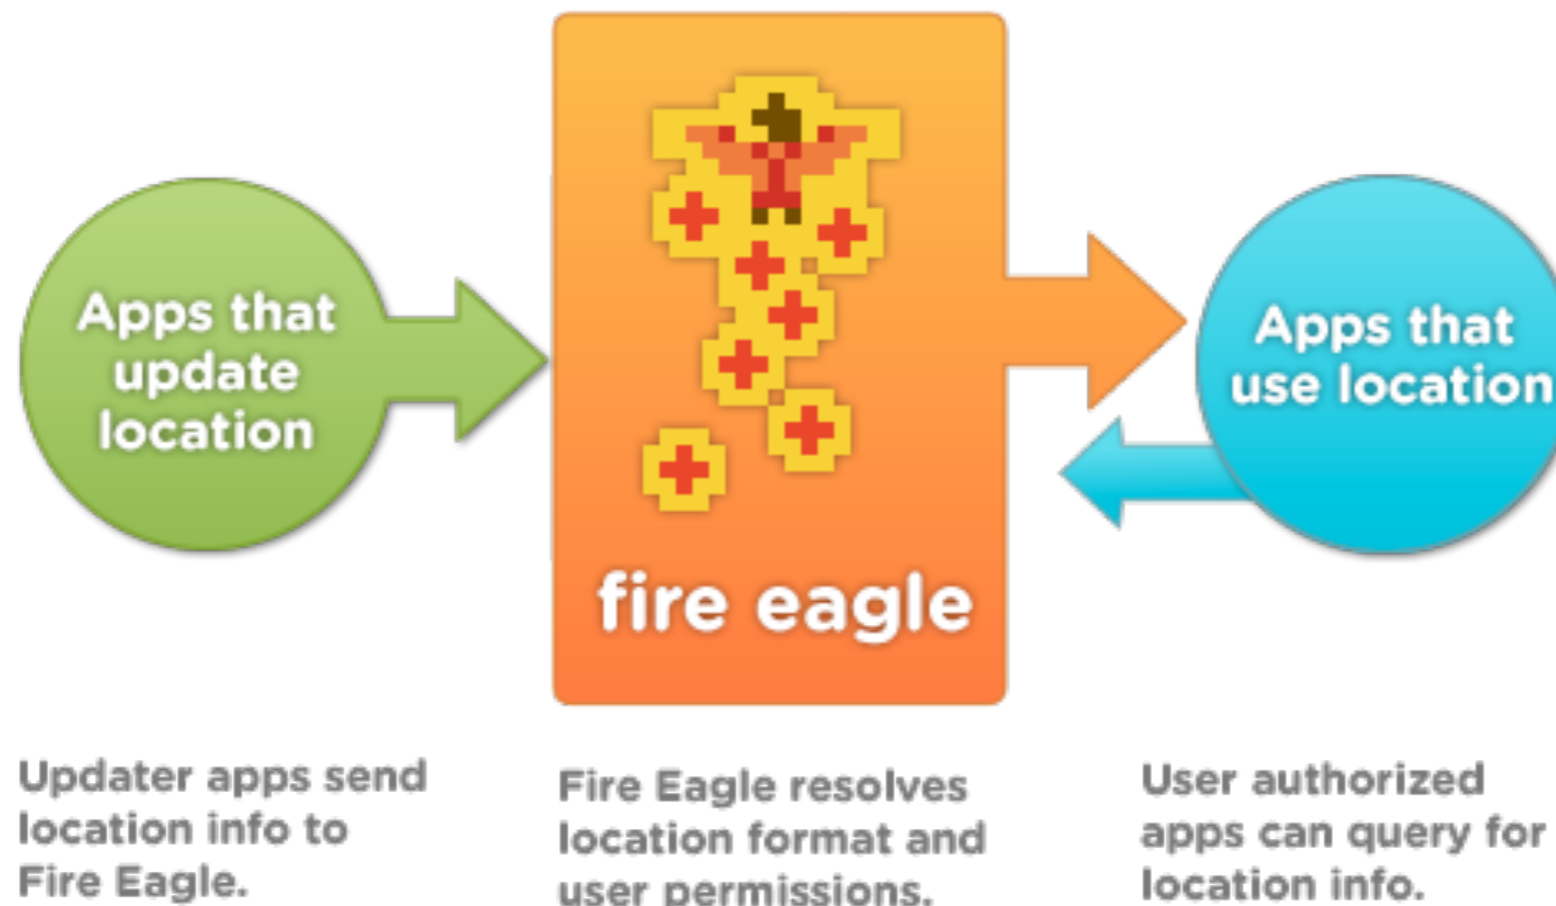 Apps that
update
location
fire eagle
Apps that
use location
Updater apps send
location info to
Fire Eagle.
Fire Eagle resolves
location format and
user permissions.
User authorized
apps can query for
location info.